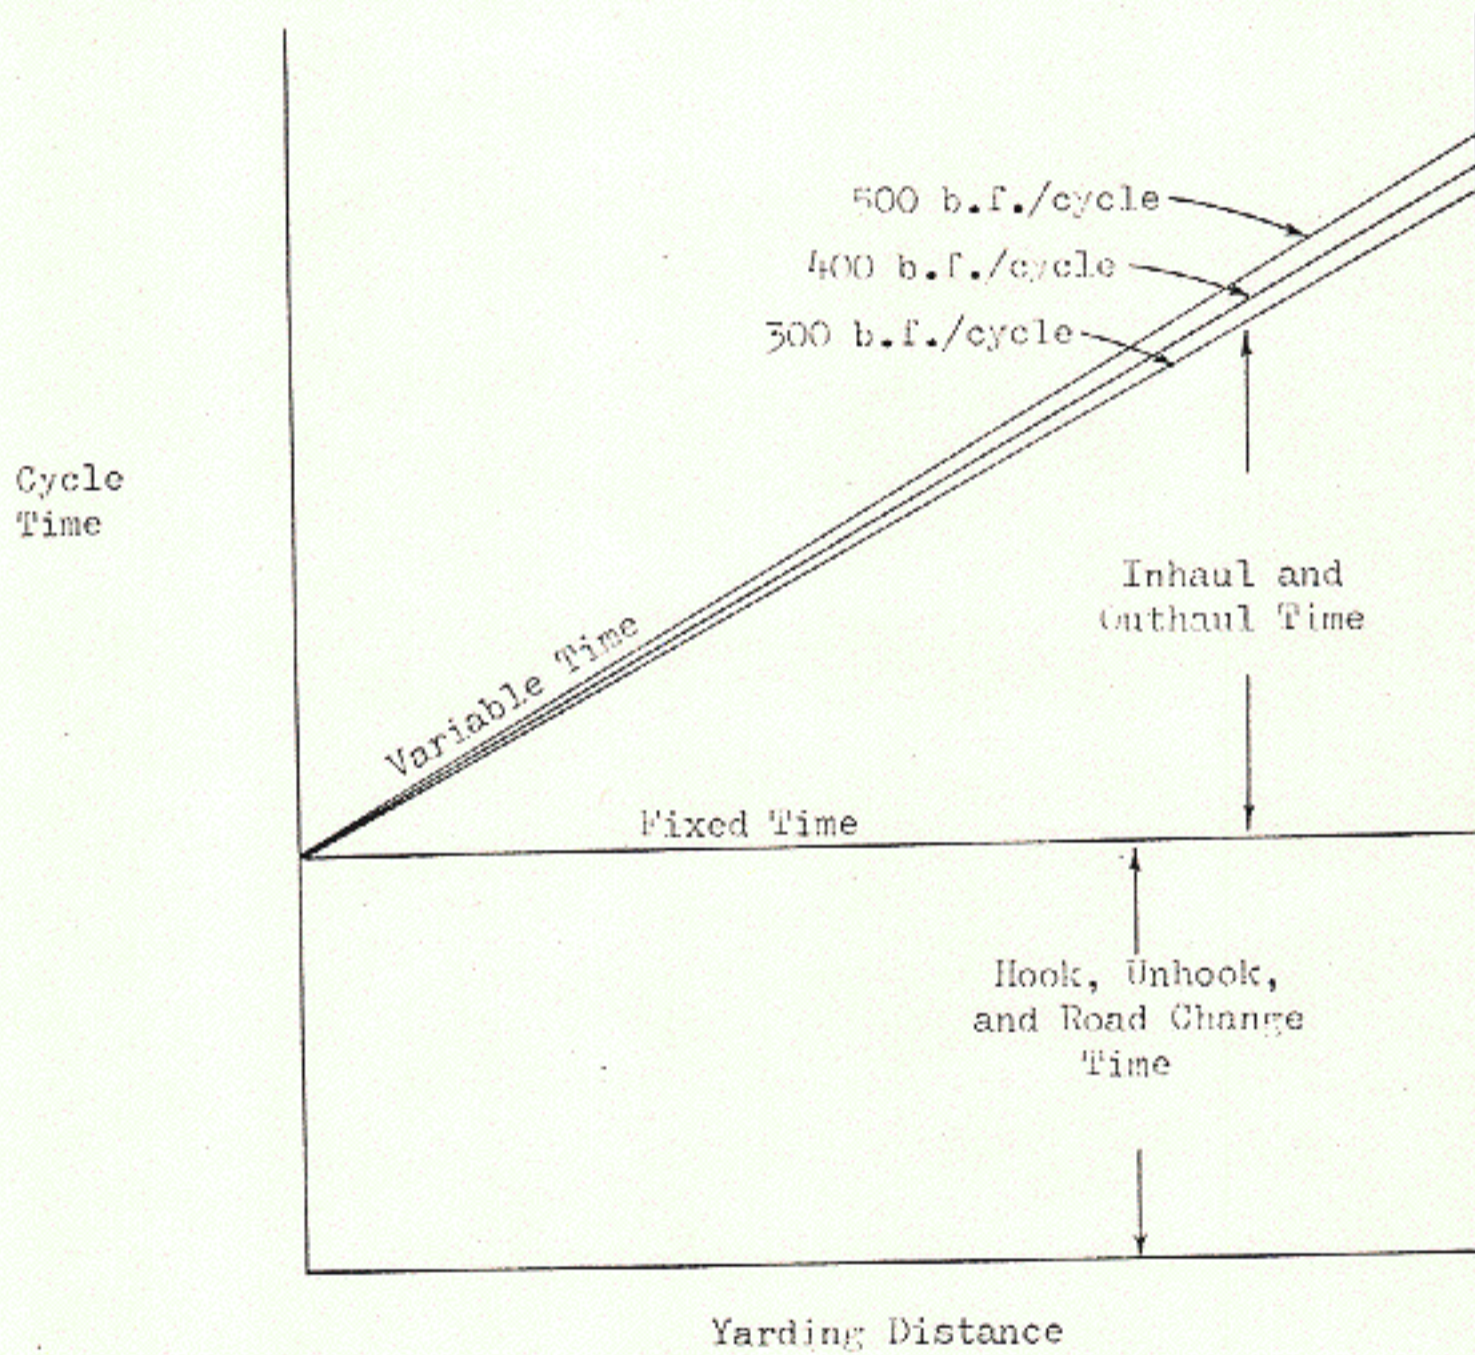 500 b.f./cycle
400 b.f./cycle
300 b.f./cycle
Cycle
Time
Inhaul and
Outhaul Time
Variable Time
Fixed Time
Hook, Unhook,
and Road Change
Time
Yarding Distance